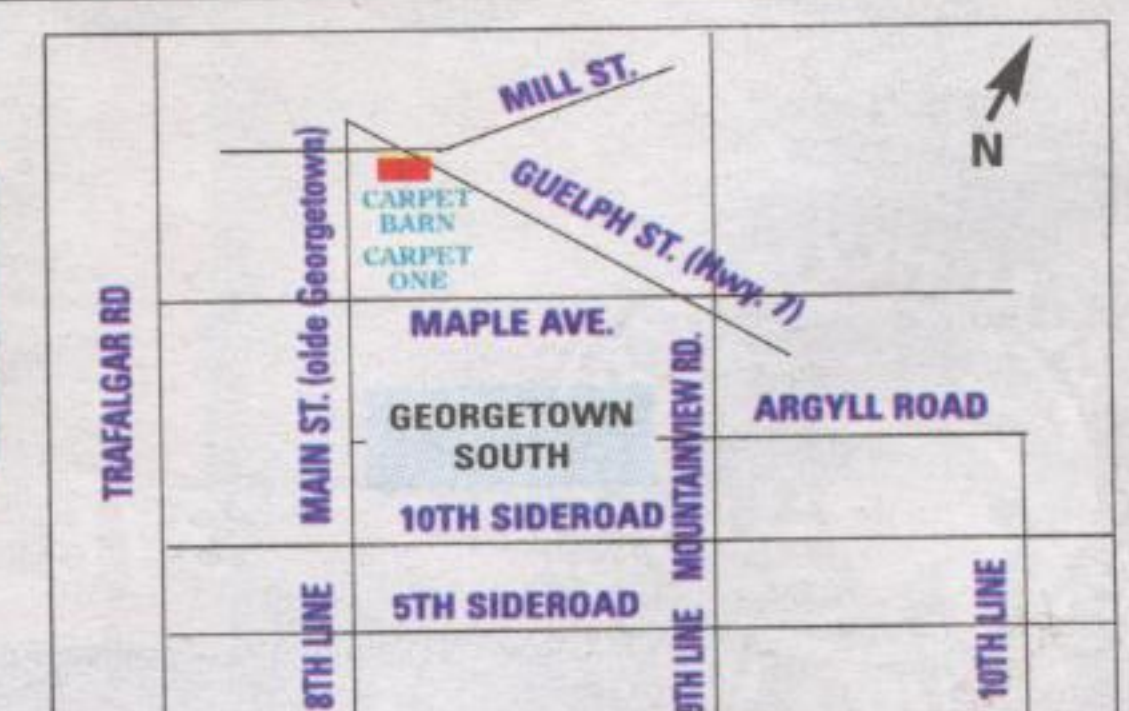 MILL ST.
N
GUELPH ST. (Hwy. 7)
CARPET
BARN
CARPET
ONE
TRAFALGAR RD
MAIN ST. (olde Georgetown)
MAPLE AVE.
MOUNTAINVIEW RD.
ARGYLL ROAD
GEORGETOWN
SOUTH
10TH SIDEROAD
5TH SIDEROAD
8TH LINE
9TH LINE
10TH LINE